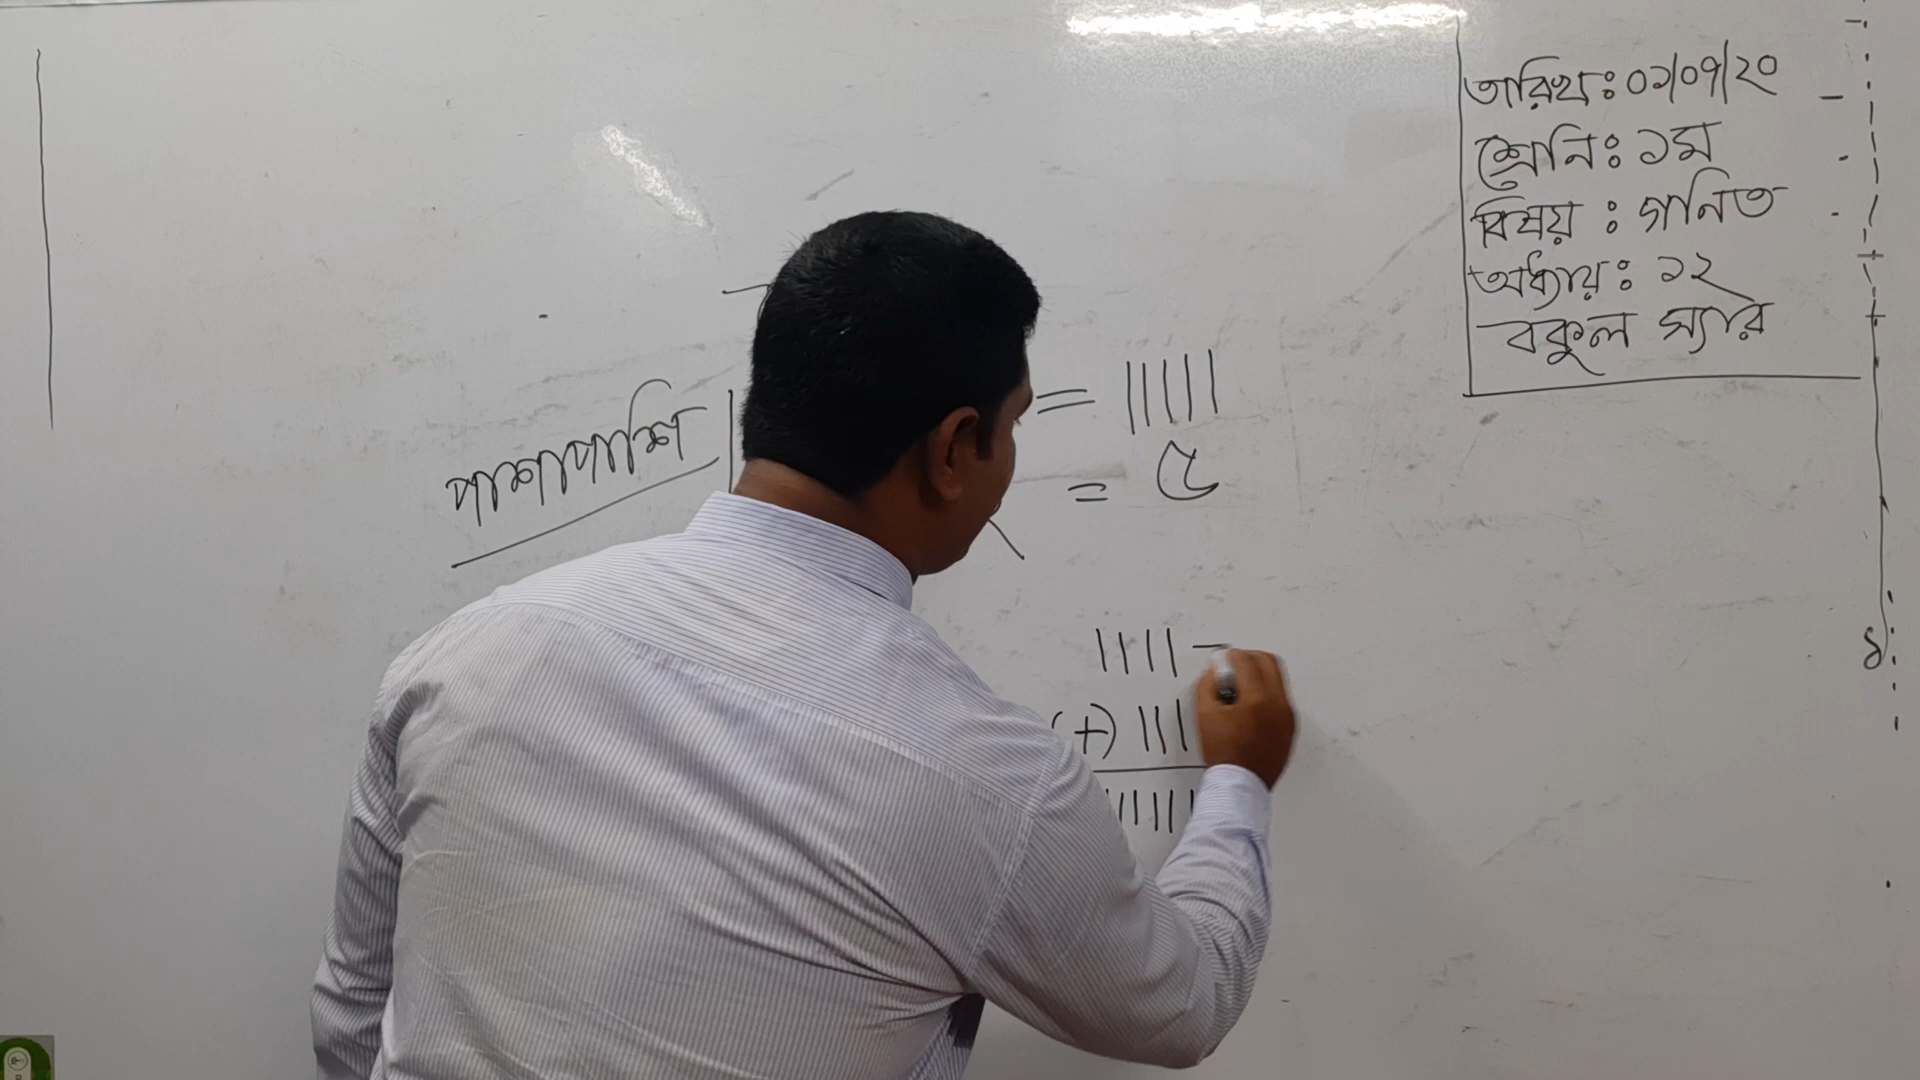 তারিখঃ ০১/০৭/২০
শ্রেনিঃ ১ম
বিষয়ঃ গনিত
অধ্যায়ঃ ১২
বকুল স্যার
পাশাপাশি
= |||||
= ৫
||||
(+) |||
||||||